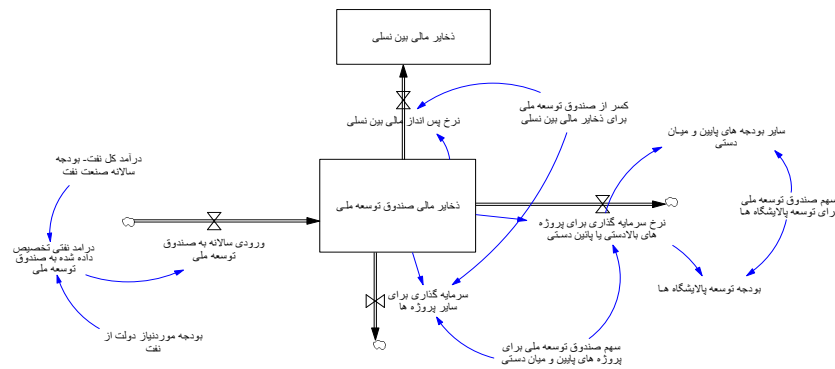 ذخایر مالی بین نسلی
کسر از صندوق توسعه ملی
برای ذخایر مالی بین نسلی
نرخ پس انداز مالی بین نسلی
سایر بودجه های پایین و میان
دستی
درآمد کل نفت- بودجه
سالانه صنعت نفت
ذخایر مالی صندوق توسعه ملی
سهم صندوق توسعه ملی
برای توسعه پالایشگاه ها
نرخ سرمایه گذاری برای پروژه
های بالادستی یا پائین دستی
ورودی سالانه به صندوق
توسعه ملی
درامد نفتی تخصیص
داده شده به صندوق
توسعه ملی
بودجه توسعه پالایشگاه ها
سرمایه گذاری برای
سایر پروژه ها
بودجه موردنیاز دولت از
نفت
سهم صندوق توسعه ملی برای
پروژه های پایین و میان دستی